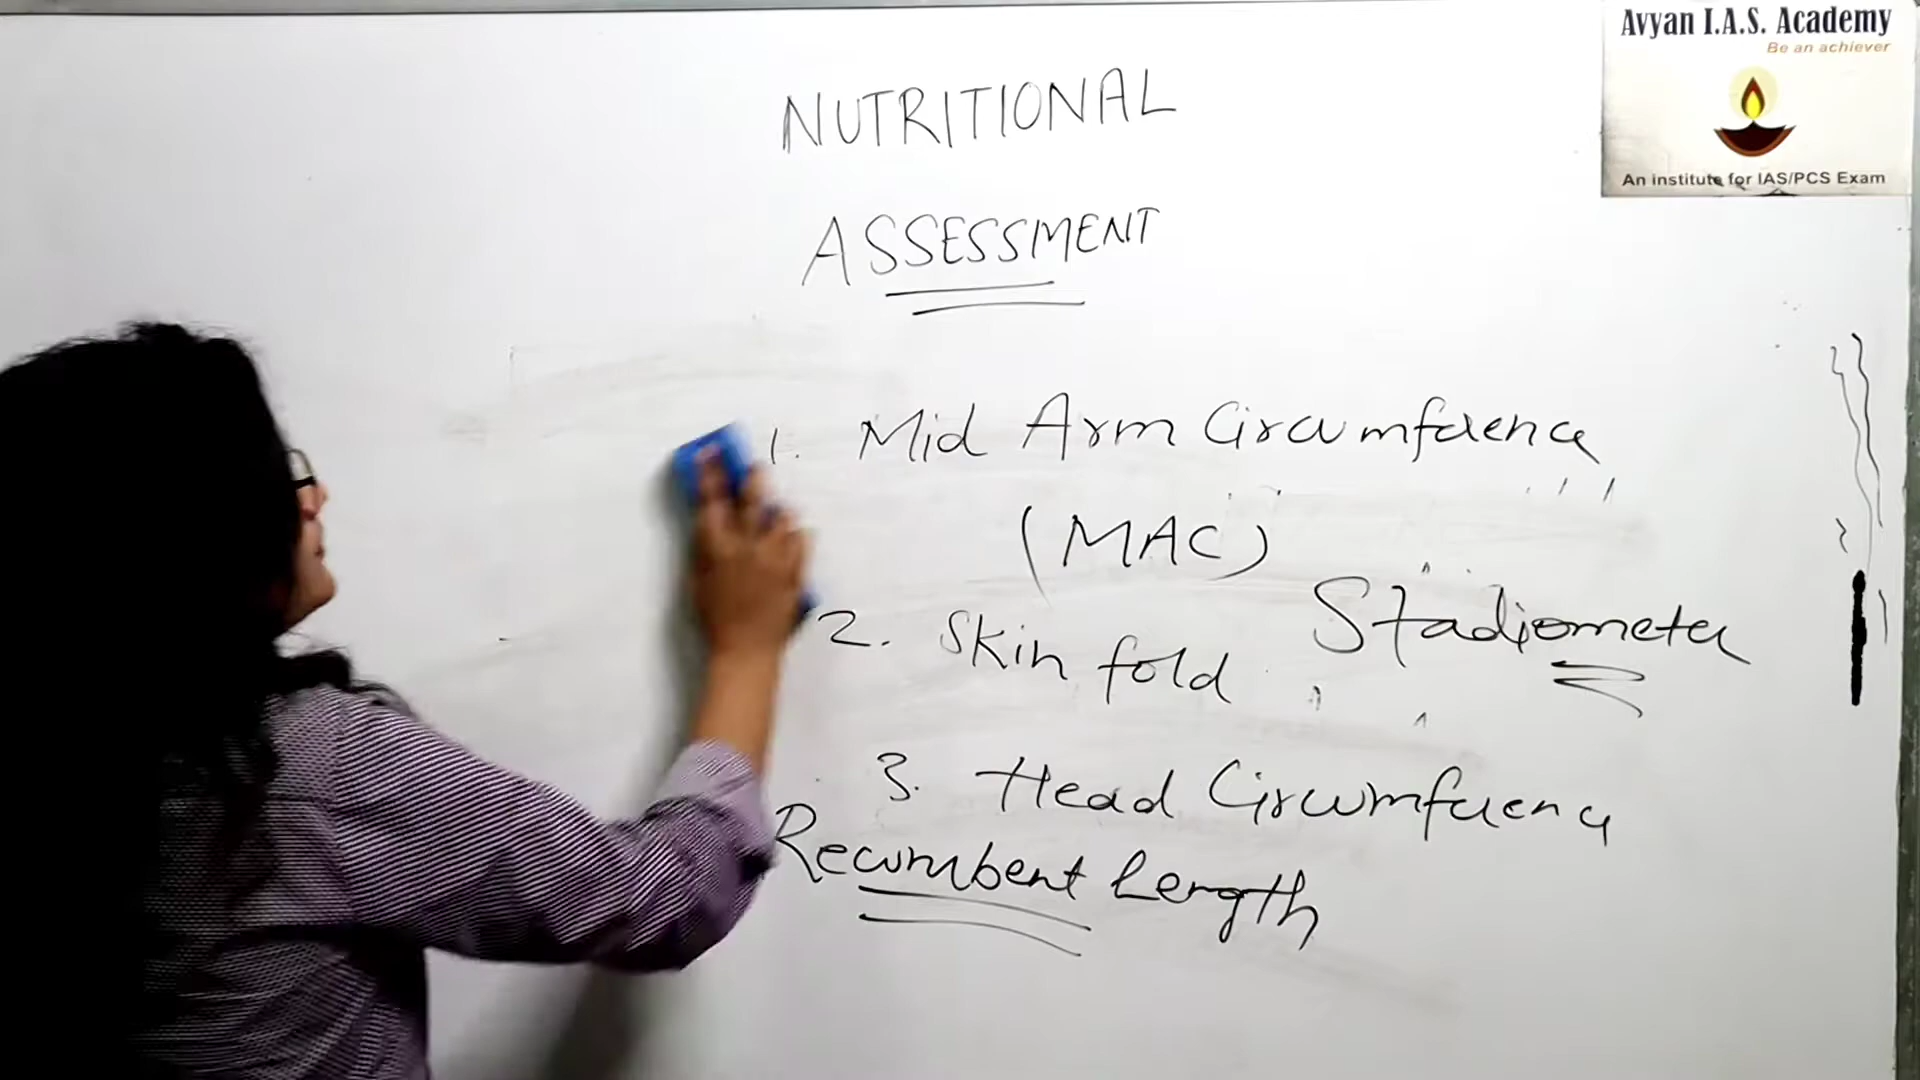 Avyan I.A.S. Academy
Be an achiever
An institute for IAS/PCS Exam
NUTRITIONAL
ASSESSMENT
1. Mid Arm Circumference
(MAC)
2. Skin fold
Stadiometer
3. Head Circumference
Recumbent Length